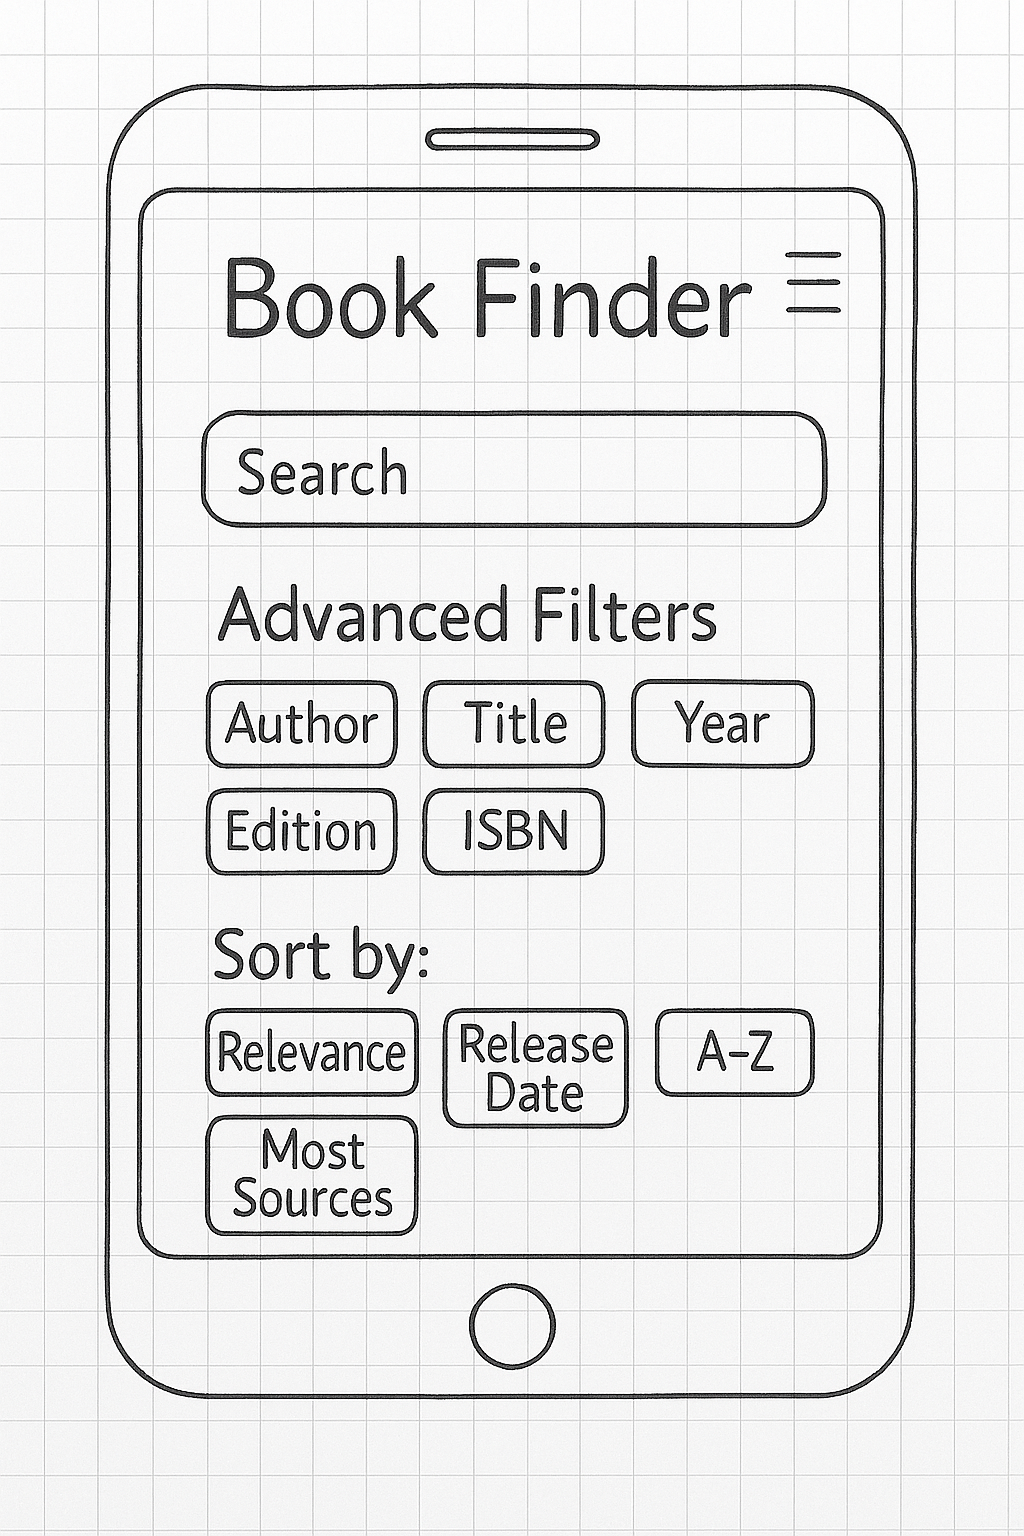 Book Finder
Search
Advanced Filters
Author Title Year
Edition ISBN
Sort by:
Relevance Release Date A-Z
Most
Sources